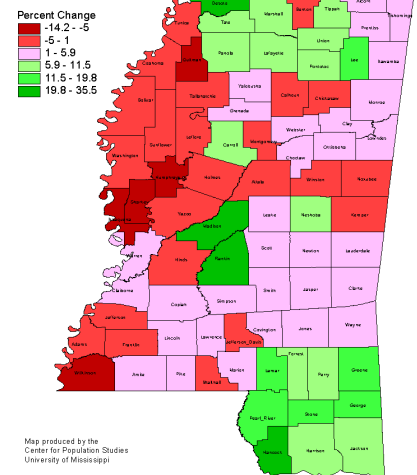 Percent Change
-14.2 - -5
-5 - 1
1 - 5.9
5.9 - 11.5
11.5 - 19.8
19.8 - 35.5
Desoto
Marshall
Benton
Tippah
Alcorn
Tishomingo
Prentiss
Tunica
Tate
Union
Lee
Itawamba
Panola
Lafayette
Pontotoc
Coahoma
Quitman
Yalobusha
Calhoun
Chickasaw
Monroe
Tallahatchie
Bolivar
Grenada
Clay
Webster
Lowndes
Leflore
Carroll
Montgomery
Oktibbeha
Choctaw
Sunflower
Washington
Humphreys
Holmes
Attala
Winston
Noxubee
Sharkey
Issaquena
Yazoo
Madison
Leake
Neshoba
Kemper
Warren
Hinds
Rankin
Scott
Newton
Lauderdale
Claiborne
Copiah
Simpson
Smith
Jasper
Clarke
Jefferson
Adams
Franklin
Lincoln
Lawrence
Jefferson_Davis
Covington
Jones
Wayne
Wilkinson
Amite
Pike
Walthall
Marion
Lamar
Forrest
Perry
Greene
Pearl_River
Stone
George
Hancock
Harrison
Jackson
Map produced by the
Center for Population Studies
University of Mississippi